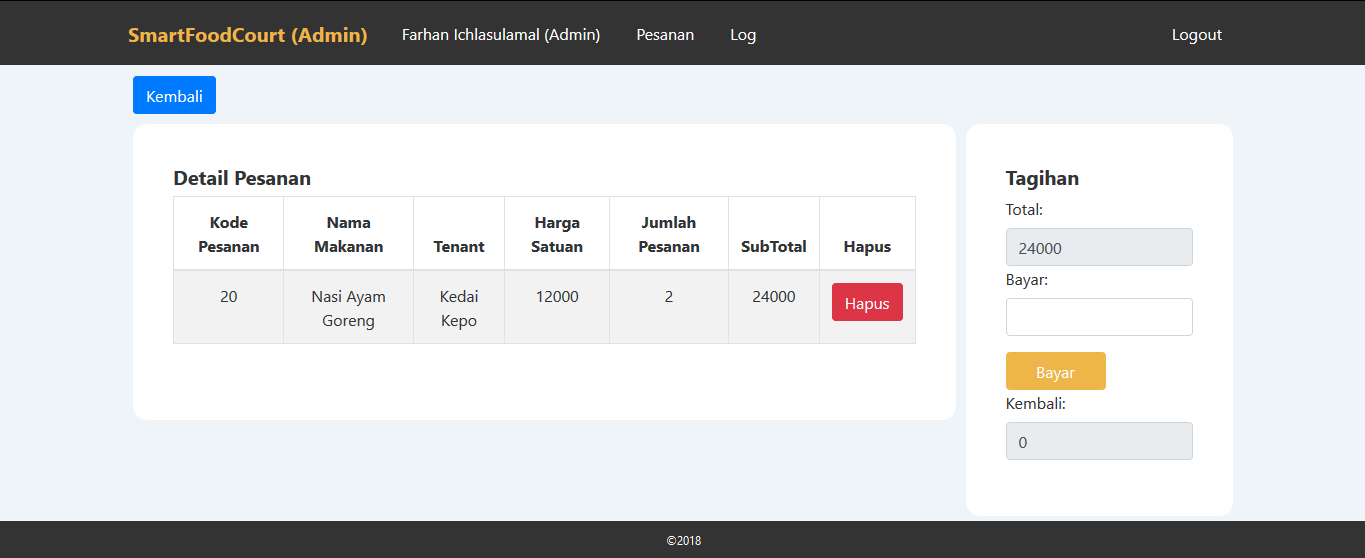 SmartFoodCourt (Admin) Farhan Ichlasulamal (Admin) Pesanan Log Logout
Kembali
Detail Pesanan
Kode Pesanan Nama Makanan Tenant Harga Satuan Jumlah Pesanan SubTotal Hapus
20 Nasi Ayam Goreng Kedai Kepo 12000 2 24000 Hapus
Tagihan
Total:
24000
Bayar:
Bayar
Kembali:
0
©2018